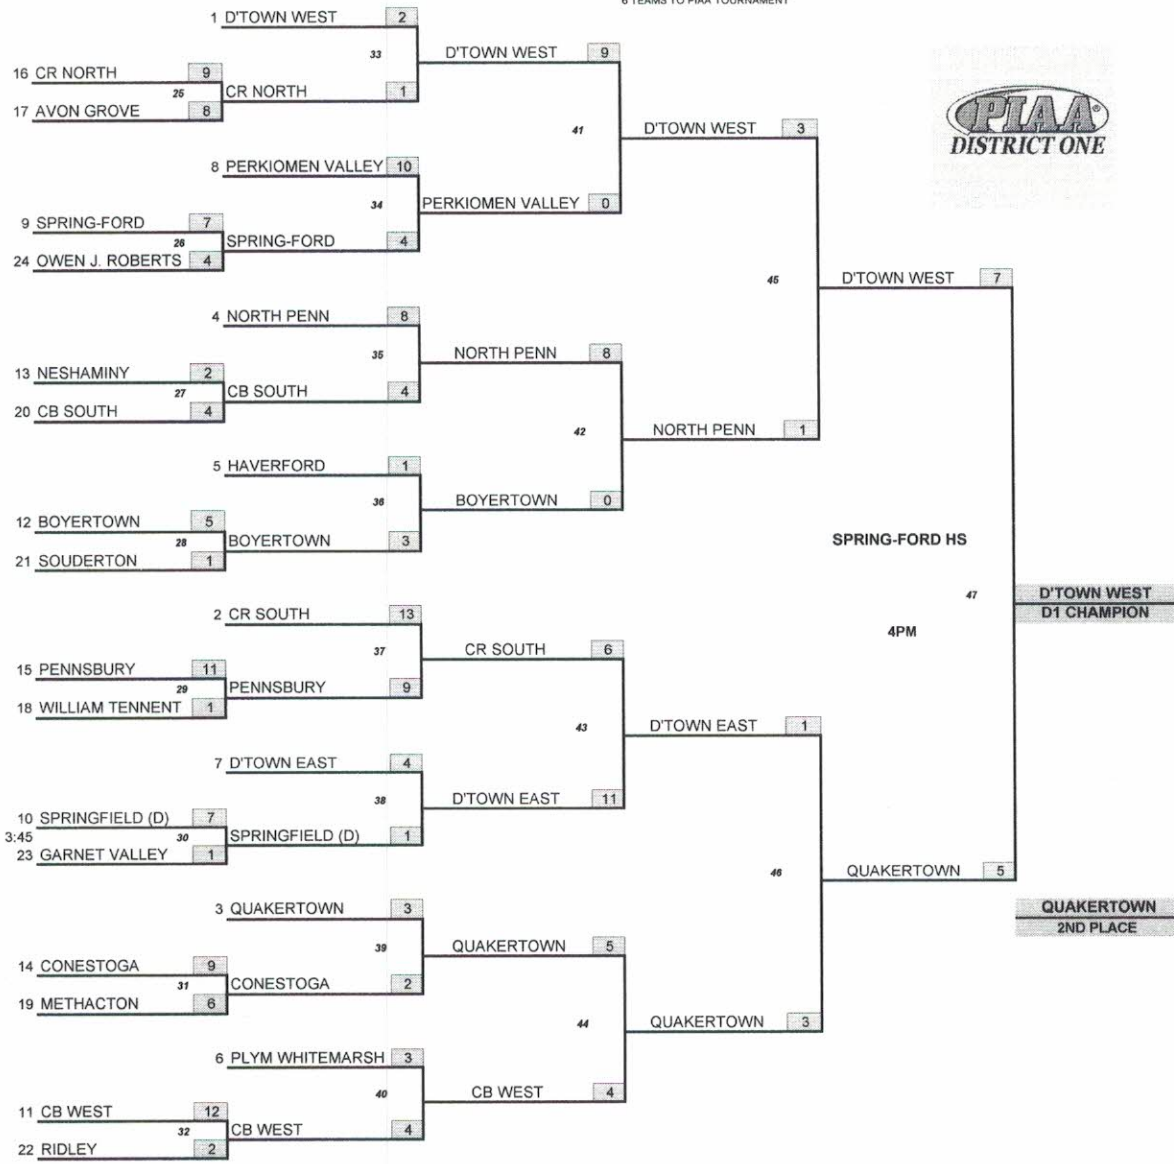 6 TEAMS TO PIAA TOURNAMENT
1 D'TOWN WEST 2
33
D'TOWN WEST 9
16 CR NORTH 9
25
CR NORTH 1
17 AVON GROVE 8
41
D'TOWN WEST 3
8 PERKIOMEN VALLEY 10
34
PERKIOMEN VALLEY 0
9 SPRING-FORD 7
26
SPRING-FORD 4
24 OWEN J. ROBERTS 4
PIAA®
DISTRICT ONE
45
D'TOWN WEST 7
4 NORTH PENN 8
35
NORTH PENN 8
13 NESHAMINY 2
27
CB SOUTH 4
20 CB SOUTH 4
42
NORTH PENN 1
5 HAVERFORD 1
36
BOYERTOWN 0
12 BOYERTOWN 5
28
BOYERTOWN 3
21 SOUDERTON 1
SPRING-FORD HS
47
4PM
D'TOWN WEST
D1 CHAMPION
2 CR SOUTH 13
37
CR SOUTH 6
15 PENNSBURY 11
29
PENNSBURY 9
18 WILLIAM TENNENT 1
43
D'TOWN EAST 1
7 D'TOWN EAST 4
38
D'TOWN EAST 11
10 SPRINGFIELD (D) 7
3:45
30
SPRINGFIELD (D) 1
23 GARNET VALLEY 1
46
QUAKERTOWN 5
QUAKERTOWN
2ND PLACE
3 QUAKERTOWN 3
39
QUAKERTOWN 5
14 CONESTOGA 9
31
CONESTOGA 2
19 METHACTON 6
44
QUAKERTOWN 3
6 PLYM WHITEMARSH 3
40
CB WEST 4
11 CB WEST 12
32
CB WEST 4
22 RIDLEY 2